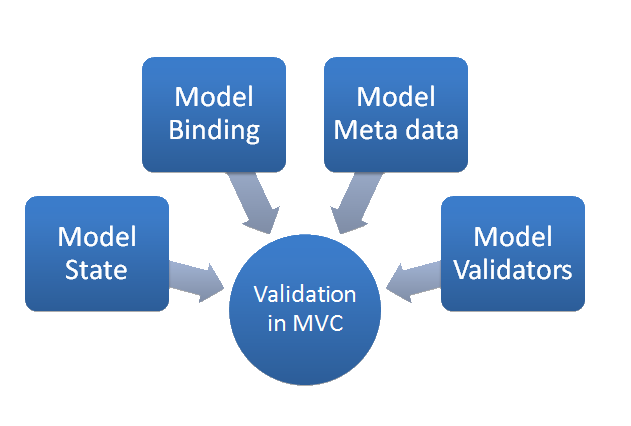 Model
Binding
Model
Meta data
Model
State
Model
Validators
Validation
in MVC